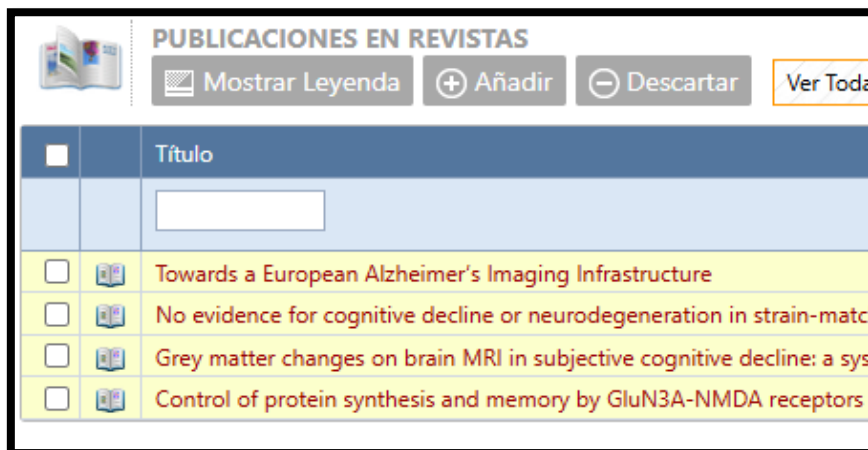 PUBLICACIONES EN REVISTAS
Mostrar Leyenda Añadir Descartar Ver Toda
Título
Towards a European Alzheimer's Imaging Infrastructure
No evidence for cognitive decline or neurodegeneration in strain-matc
Grey matter changes on brain MRI in subjective cognitive decline: a sys
Control of protein synthesis and memory by GluN3A-NMDA receptors